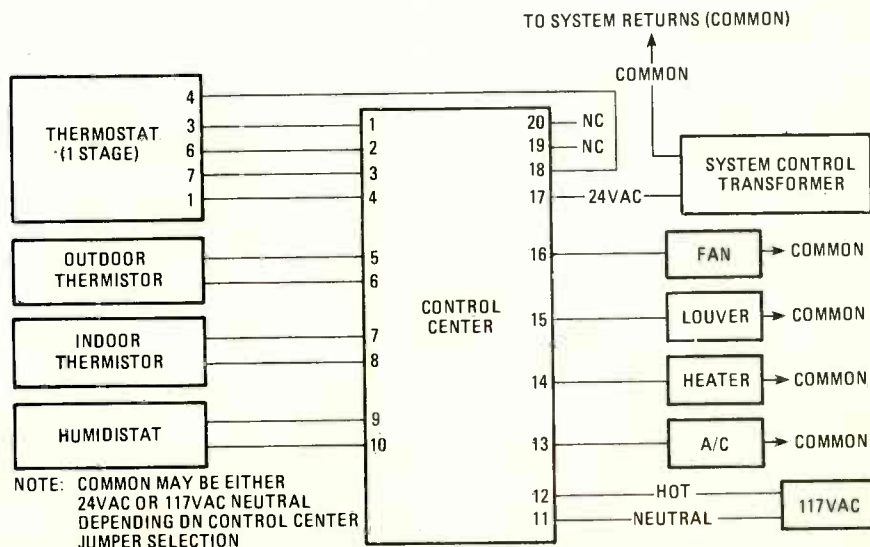 TO SYSTEM RETURNS (COMMON)
COMMON
THERMOSTAT
(1 STAGE)
4
3
6
7
1
OUTDOOR
THERMISTOR
INDOOR
THERMISTOR
HUMIDISTAT
1
2
3
4
5
6
7
8
9
10
CONTROL
CENTER
20
19
18
17
16
15
14
13
12
11
NC
NC
24VAC
SYSTEM CONTROL
TRANSFORMER
FAN
COMMON
LOUVER
COMMON
HEATER
COMMON
A/C
COMMON
HOT
NEUTRAL
117VAC
NOTE: COMMON MAY BE EITHER
24VAC OR 117VAC NEUTRAL
DEPENDING ON CONTROL CENTER
JUMPER SELECTION